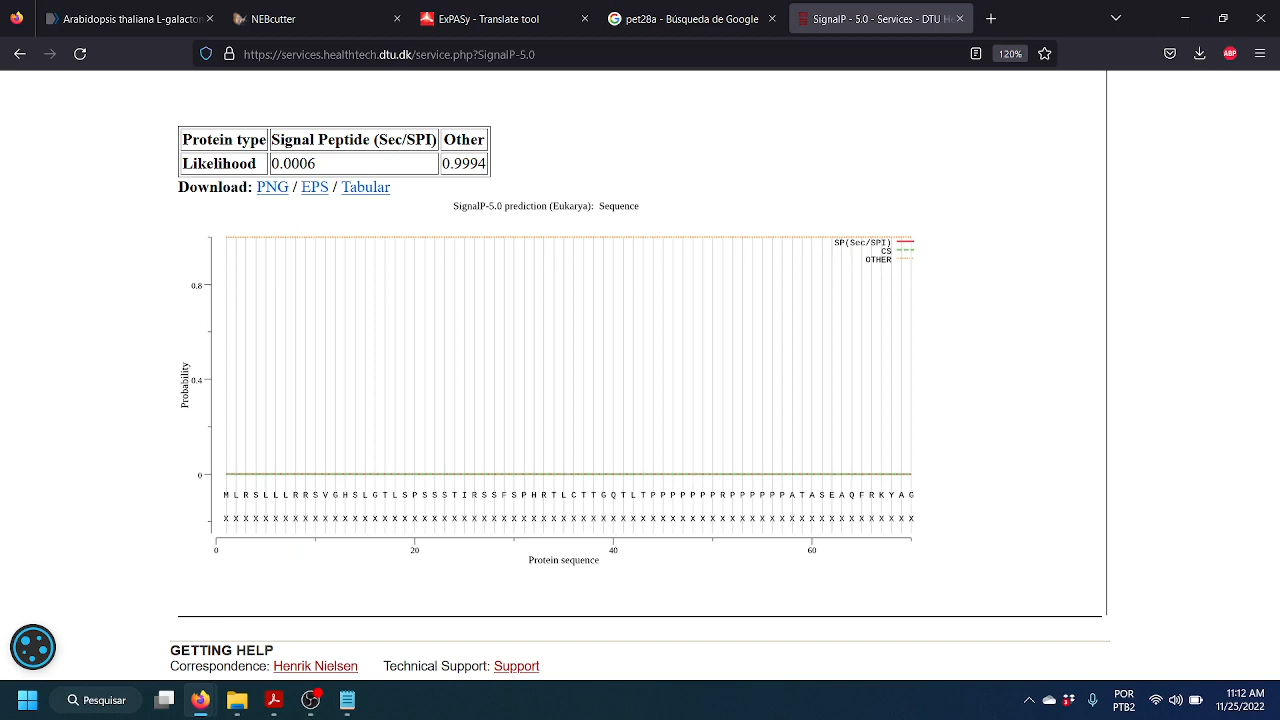 Arabidopsis thaliana L-galactor
NEBcutter
ExPASy - Translate tool
pet28a - Búsqueda de Google
SignalP - 5.0 - Services - DTU He
https://services.healthtech.dtu.dk/service.php?SignalP-5.0
120%
ABP
Protein type Signal Peptide (Sec/SPI) Other
Likelihood 0.0006 0.9994
Download: PNG / EPS / Tabular
SignalP-5.0 prediction (Eukarya): Sequence
SP(Sec/SPI)
CS
OTHER
0.8
0.4
0
Probability
M L R S L L L R R S V G H S L G T L S P S S S T I R S S F S P H R T L C T T G Q T L T P P P P P P P R P P P P P P A T A S E A Q F R K Y A G
X X X X X X X X X X X X X X X X X X X X X X X X X X X X X X X X X X X X X X X X X X X X X X X X X X X X X X X X X X X X X X X X X X X X X X
0 20 40 60
Protein sequence
GETTING HELP
Correspondence: Henrik Nielsen Technical Support: Support
Pesquisar
3
POR
PTB2
11:12 AM
11/25/2022